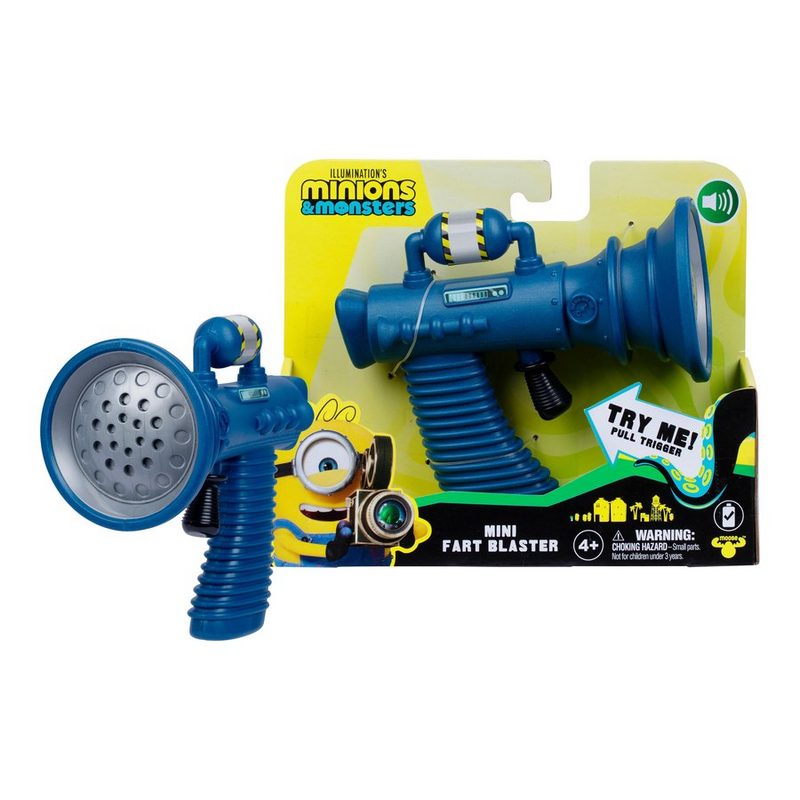 ILLUMINATION'S
minions
& monsters
TRY ME!
PULL TRIGGER
MINI
FART BLASTER
4+
WARNING:
CHOKING HAZARD – Small parts.
Not for children under 3 years.
moose
TM